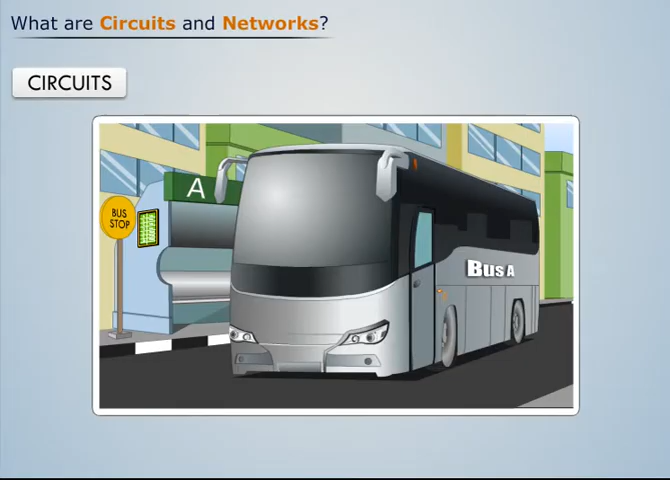 What are Circuits and Networks?
CIRCUITS
A
BUS
STOP
Bus A